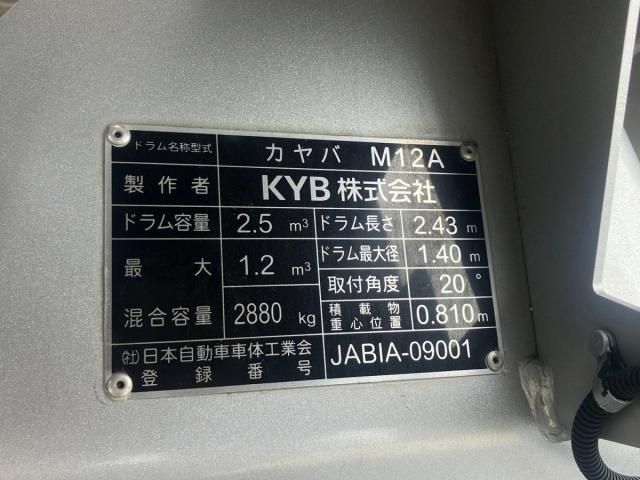 ドラム名称型式 カヤバ M12A
製作者 KYB株式会社
ドラム容量 2.5 m³ ドラム長さ 2.43 m
最大 1.2 m³ ドラム最大径 1.40 m
取付角度 20°
混合容量 2880 kg 積載物重心位置 0.810m
(社)日本自動車車体工業会
登録番号 JABIA-09001